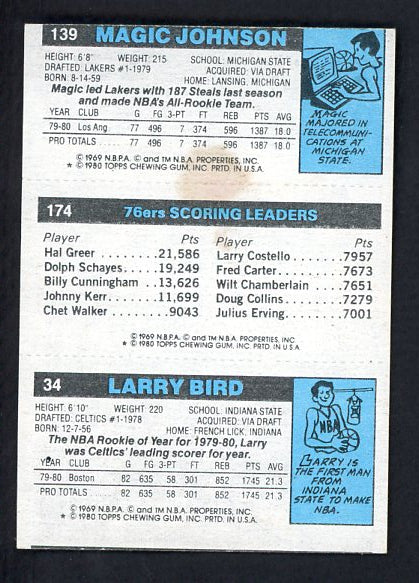 139 MAGIC JOHNSON
HEIGHT: 6'8" WEIGHT: 215 SCHOOL: MICHIGAN STATE
DRAFTED: LAKERS #1-1979 ACQUIRED: VIA DRAFT
BORN: 8-14-59 HOME: LANSING, MICHIGAN
Magic led Lakers with 187 Steals last season
and made NBA's All-Rookie Team.
YEAR CLUB G FG 3-PT FT REB PTS AVG
79-80 Los Ang 77 496 7 374 596 1387 18.0
PRO TOTALS . . . . 77 496 7 374 596 1387 18.0
© 1969 N.B.P.A. © and TM N.B.A. PROPERTIES, INC.
* © 1980 TOPPS CHEWING GUM, INC. PRTD. IN U.S.A.
MAGIC
MAJORED IN
TELECOMMUNI-
CATIONS AT
MICHIGAN
STATE.
174 76ers SCORING LEADERS
Player Pts Player Pts
Hal Greer . . . . . . . . 21,586 Larry Costello . . . . . . 7957
Dolph Schayes . . . . 19,249 Fred Carter . . . . . . . . 7673
Billy Cunningham . . 13,626 Wilt Chamberlain . . . 7651
Johnny Kerr . . . . . . 11,699 Doug Collins . . . . . . . 7279
Chet Walker . . . . . . . 9043 Julius Erving . . . . . . . 7001
© 1969 N.B.P.A. © and TM N.B.A. PROPERTIES, INC.
* © 1980 TOPPS CHEWING GUM, INC. PRTD. IN U.S.A.
34 LARRY BIRD
HEIGHT: 6'10" WEIGHT: 220 SCHOOL: INDIANA STATE
DRAFTED: CELTICS #1-1978 ACQUIRED: VIA DRAFT
BORN: 12-7-56 HOME: FRENCH LICK, INDIANA
The NBA Rookie of Year for 1979-80, Larry
was Celtics' leading scorer for year.
YEAR CLUB G FG 3-PT FT REB PTS AVG
79-80 Boston 82 635 58 301 852 1745 21.3
PRO TOTALS . . . . . 82 635 58 301 852 1745 21.3
© 1969 N.B.P.A. © and TM N.B.A. PROPERTIES, INC.
* © 1980 TOPPS CHEWING GUM, INC. PRTD. IN U.S.A.
NBA
LARRY IS
THE FIRST MAN
FROM
INDIANA
STATE TO MAKE
NBA.